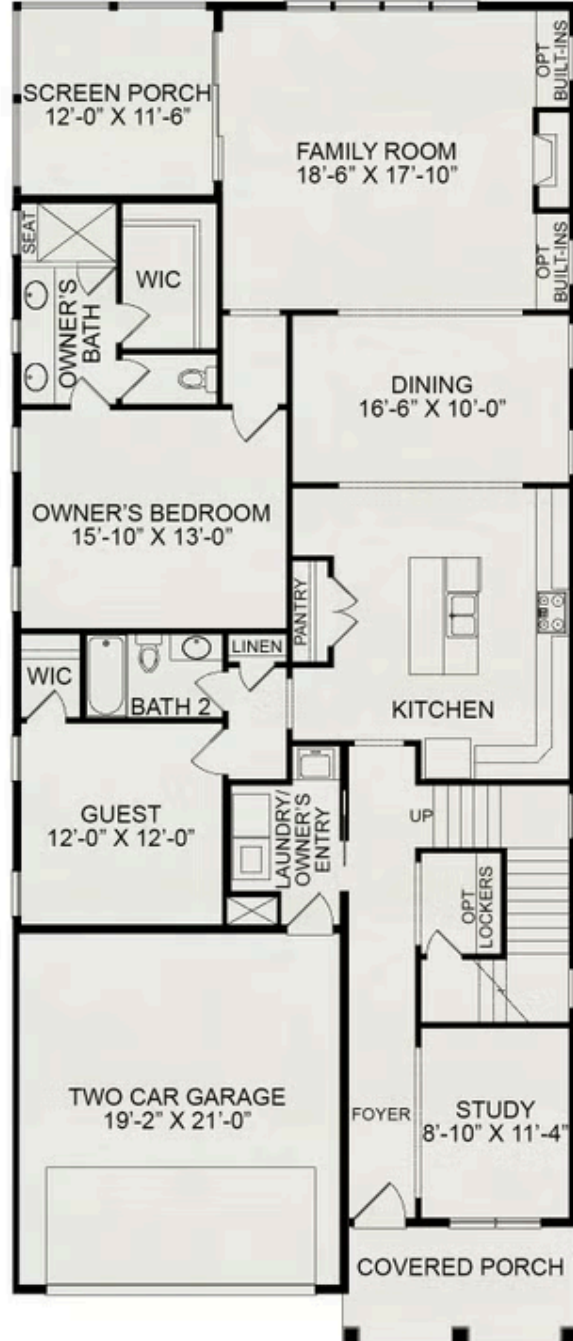 SCREEN PORCH
12'-0" X 11'-6"
FAMILY ROOM
18'-6" X 17'-10"
OPT
BUILT-INS
OPT
BUILT-INS
SEAT
WIC
OWNER'S
BATH
DINING
16'-6" X 10'-0"
OWNER'S BEDROOM
15'-10" X 13'-0"
PANTRY
KITCHEN
WIC
BATH 2
LINEN
GUEST
12'-0" X 12'-0"
LAUNDRY/
OWNER'S
ENTRY
UP
OPT
LOCKERS
TWO CAR GARAGE
19'-2" X 21'-0"
FOYER
STUDY
8'-10" X 11'-4"
COVERED PORCH